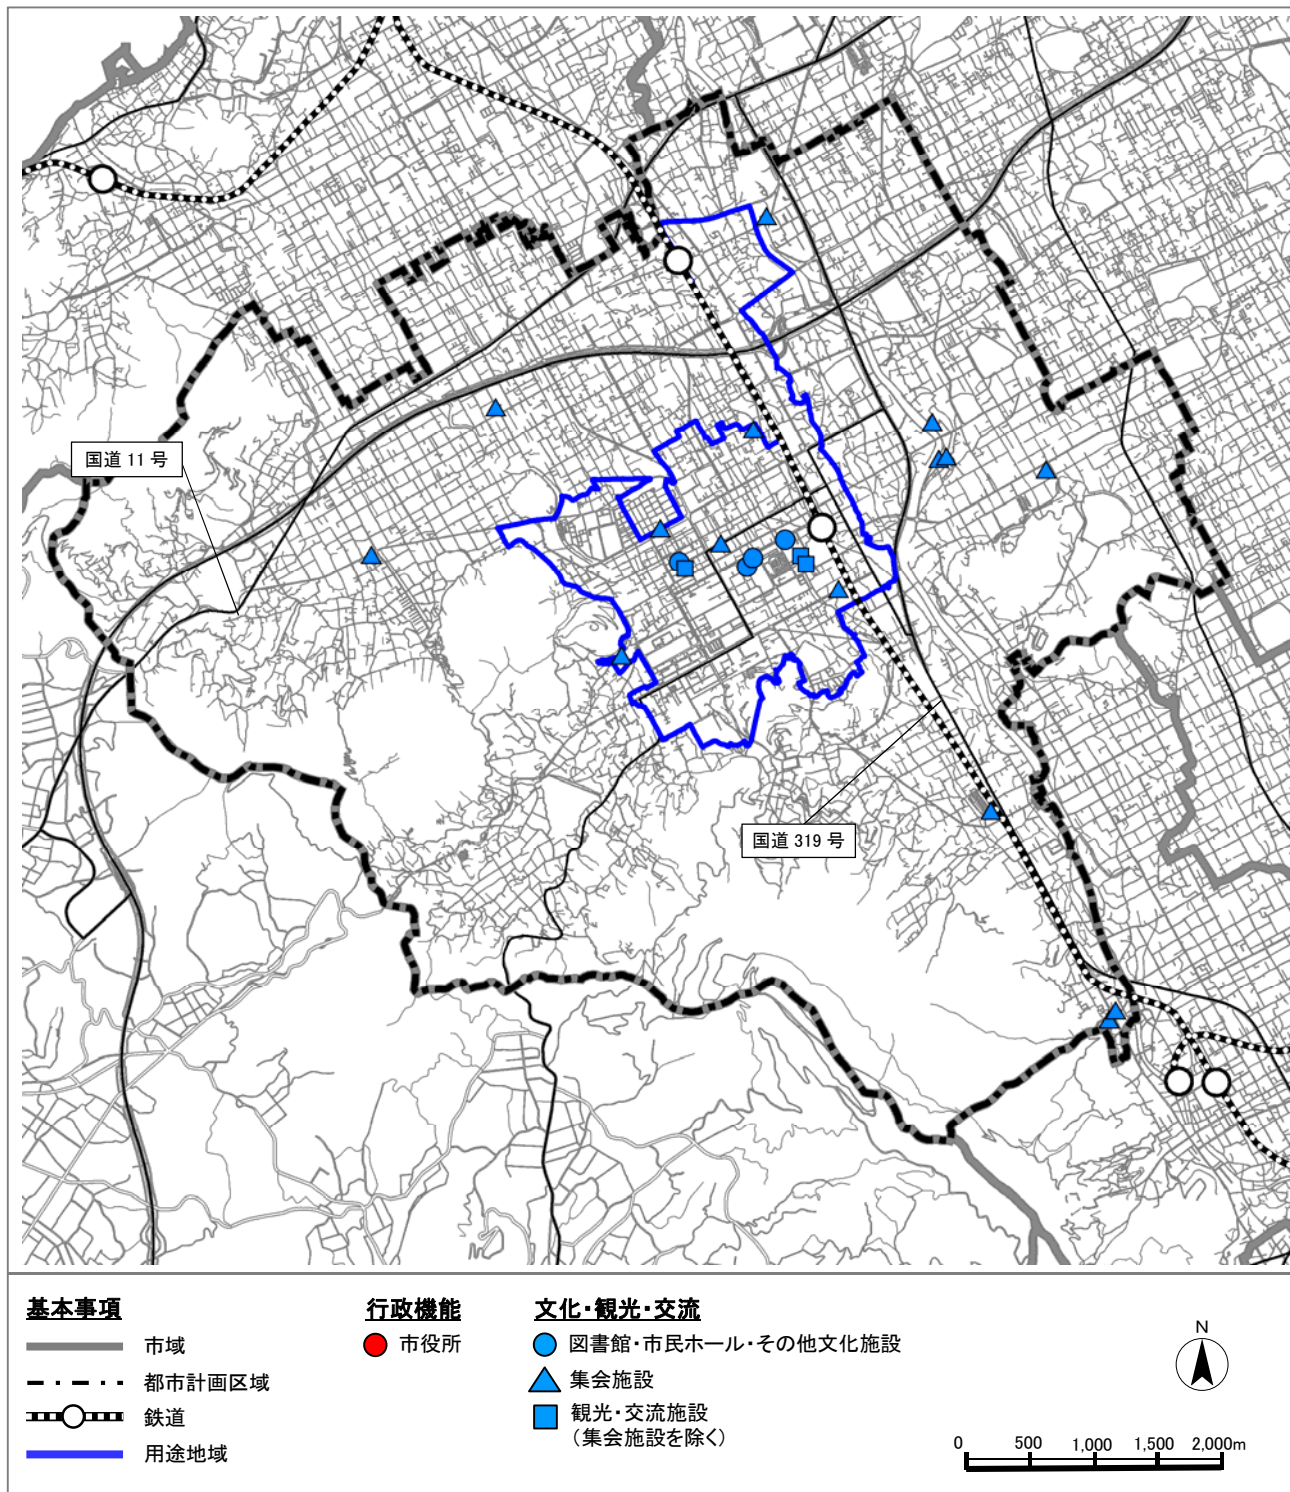 国道 11 号
国道 319 号
基本事項
市域
都市計画区域
鉄道
用途地域
行政機能
市役所
文化・観光・交流
図書館・市民ホール・その他文化施設
集会施設
観光・交流施設
（集会施設を除く）
N
0 500 1,000 1,500 2,000m